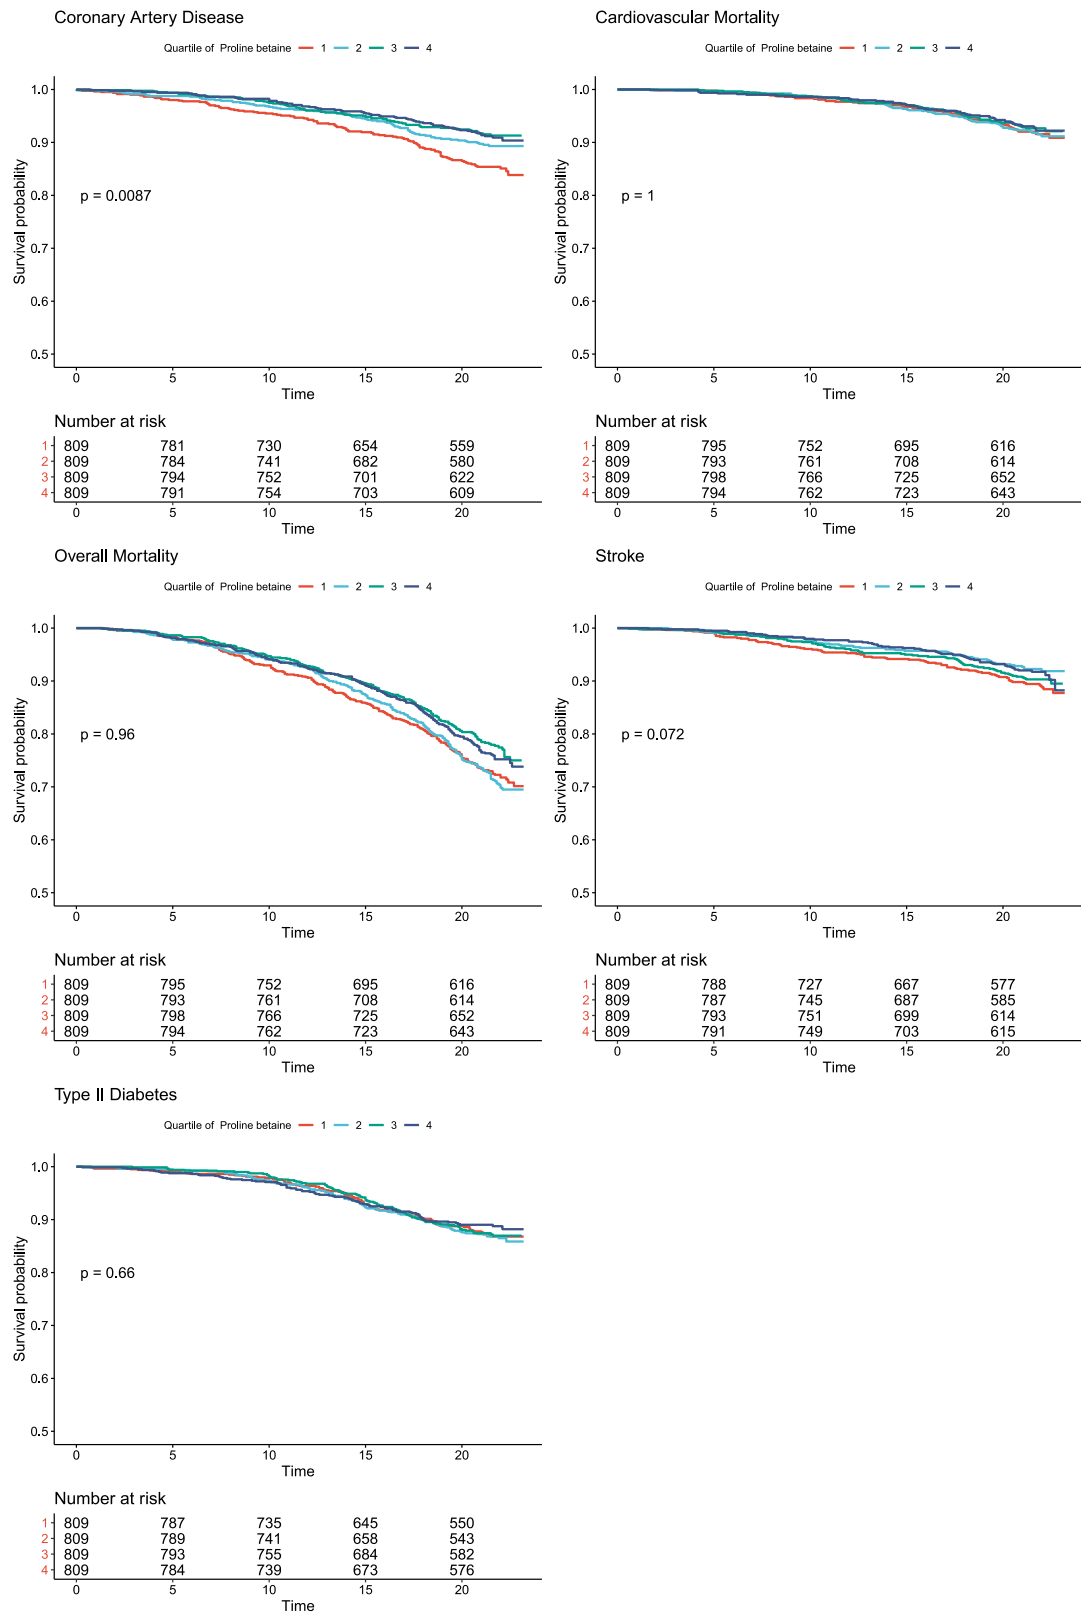 Coronary Artery Disease
Quartile of Proline betaine 1 2 3 4
1.0
0.9
0.8
0.7
0.6
0.5
Survival probability
p = 0.0087
0 5 10 15 20
Time
Number at risk
1 809 781 730 654 559
2 809 784 741 682 580
3 809 794 752 701 622
4 809 791 754 703 609
0 5 10 15 20
Time
Cardiovascular Mortality
Quartile of Proline betaine 1 2 3 4
1.0
0.9
0.8
0.7
0.6
0.5
Survival probability
p = 1
0 5 10 15 20
Time
Number at risk
1 809 795 752 695 616
2 809 793 761 708 614
3 809 798 766 725 652
4 809 794 762 723 643
0 5 10 15 20
Time
Overall Mortality
Quartile of Proline betaine 1 2 3 4
1.0
0.9
0.8
0.7
0.6
0.5
Survival probability
p = 0.96
0 5 10 15 20
Time
Number at risk
1 809 795 752 695 616
2 809 793 761 708 614
3 809 798 766 725 652
4 809 794 762 723 643
0 5 10 15 20
Time
Stroke
Quartile of Proline betaine 1 2 3 4
1.0
0.9
0.8
0.7
0.6
0.5
Survival probability
p = 0.072
0 5 10 15 20
Time
Number at risk
1 809 788 727 667 577
2 809 787 745 687 585
3 809 793 751 699 614
4 809 791 749 703 615
0 5 10 15 20
Time
Type II Diabetes
Quartile of Proline betaine 1 2 3 4
1.0
0.9
0.8
0.7
0.6
0.5
Survival probability
p = 0.66
0 5 10 15 20
Time
Number at risk
1 809 787 735 645 550
2 809 789 741 658 543
3 809 793 755 684 582
4 809 784 739 673 576
0 5 10 15 20
Time